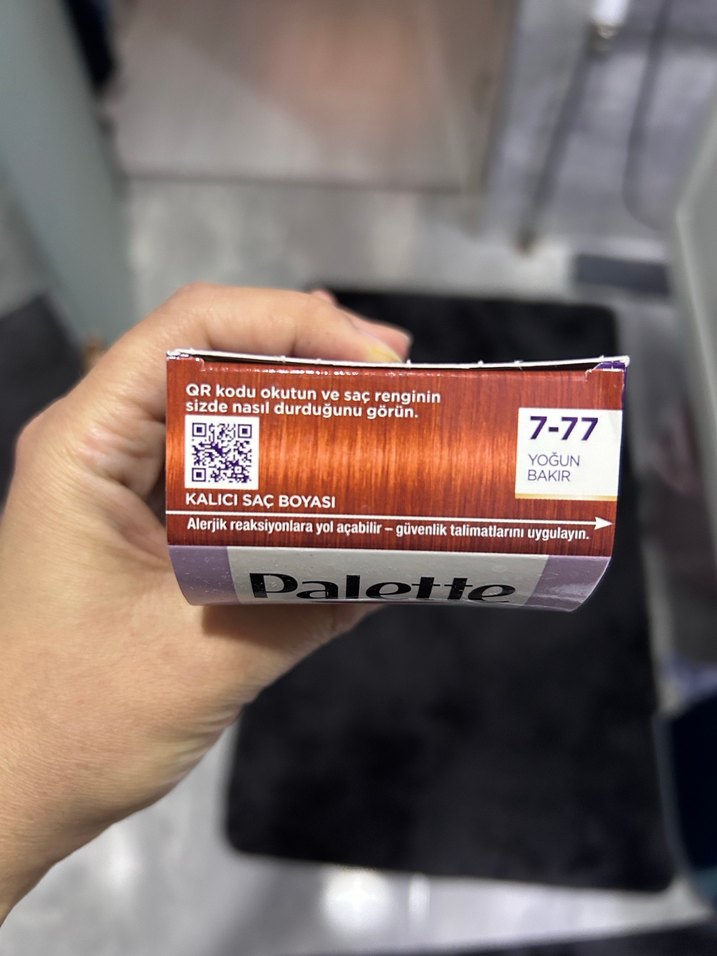 QR kodu okutun ve saç renginin
sizde nasıl durduğunu görün.
7-77
YOĞUN
BAKIR
KALICI SAÇ BOYASI
Alerjik reaksiyonlara yol açabilir – güvenlik talimatlarını uygulayın.
Palette